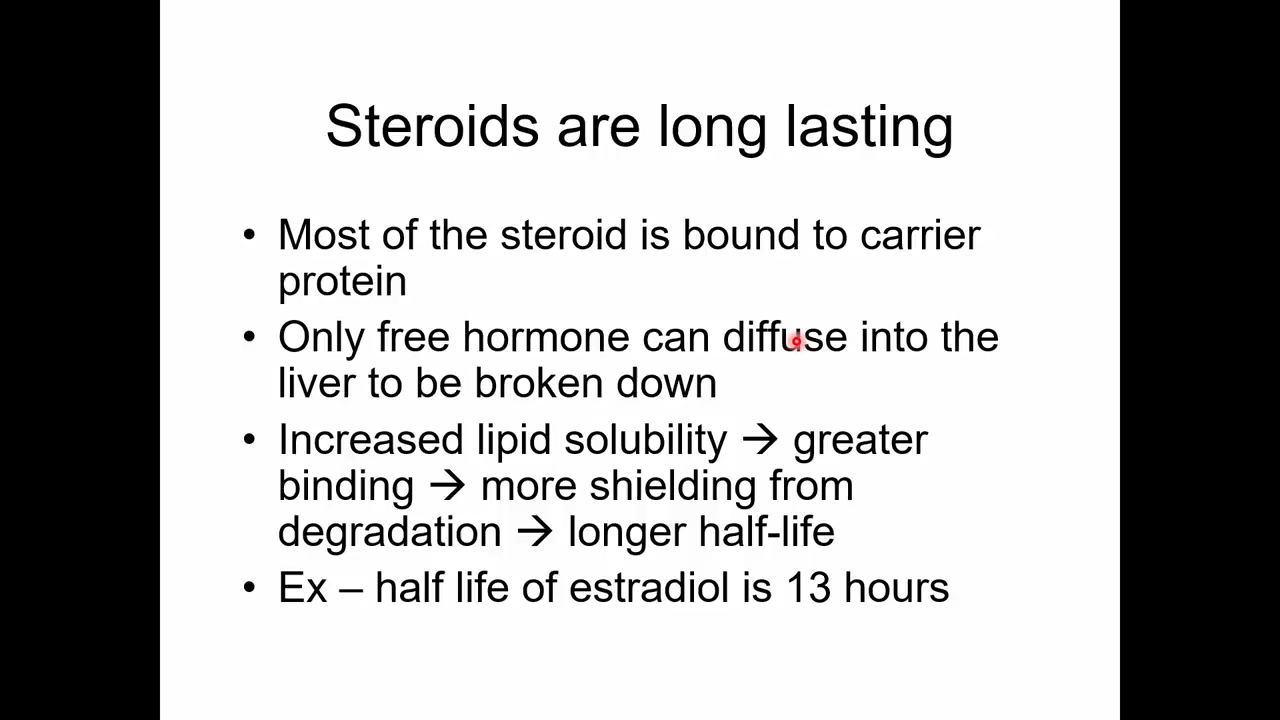 Steroids are long lasting
• Most of the steroid is bound to carrier
protein
• Only free hormone can diffuse into the
liver to be broken down
• Increased lipid solubility → greater
binding → more shielding from
degradation → longer half-life
• Ex – half life of estradiol is 13 hours